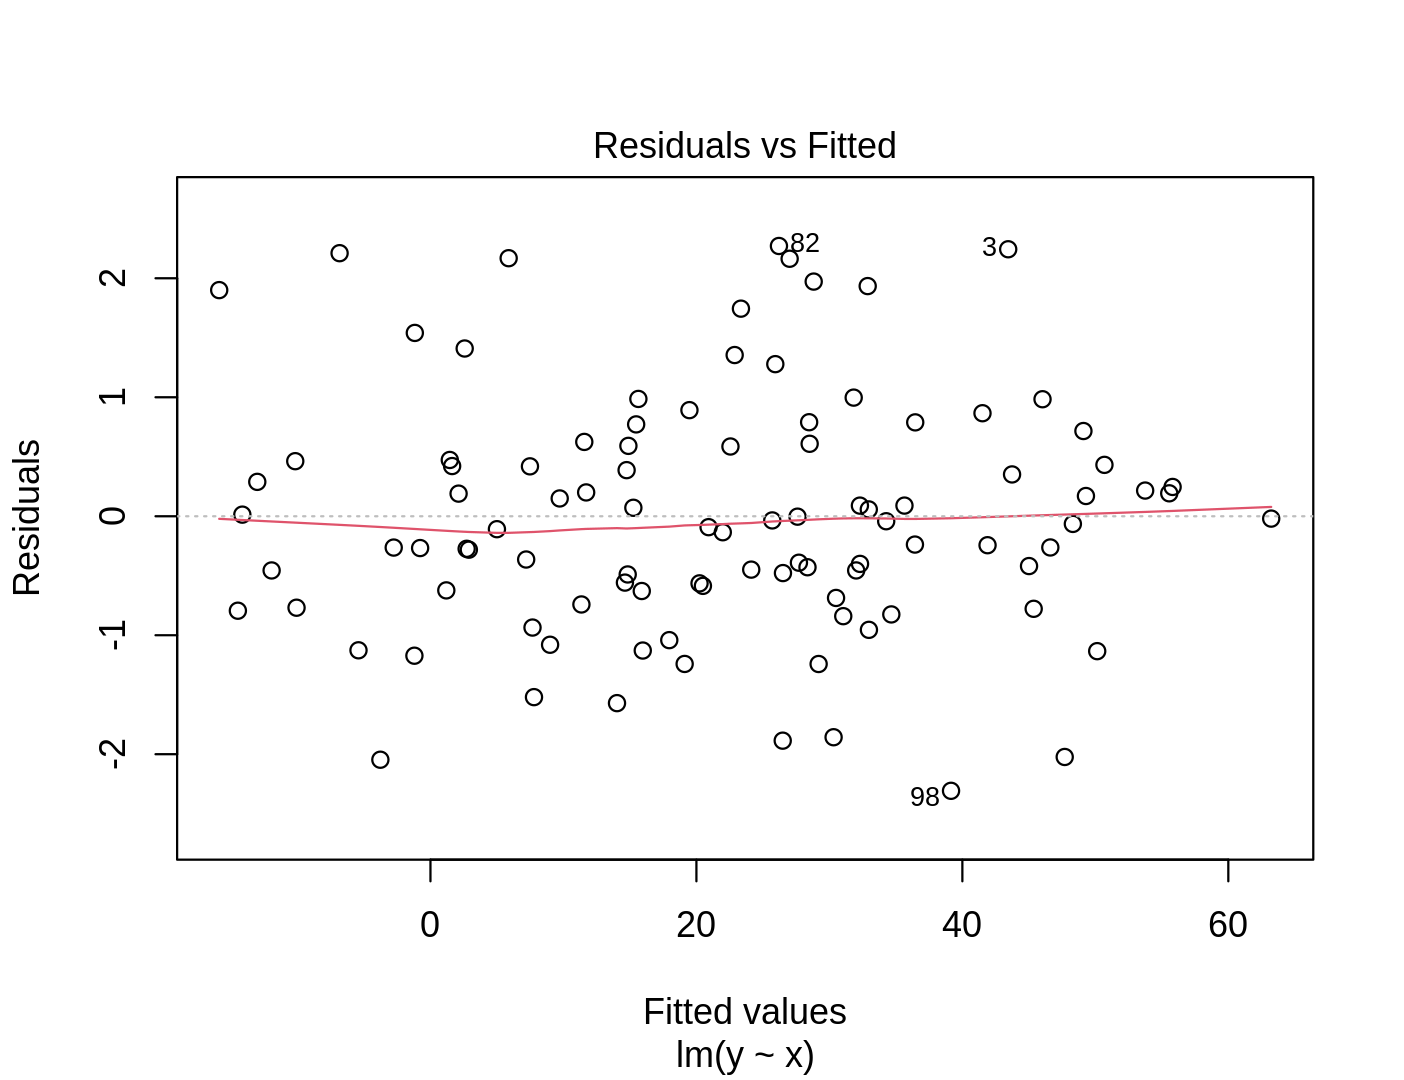 Residuals vs Fitted
82
3
2
1
0
-1
-2
Residuals
98
0 20 40 60
Fitted values
lm(y ~ x)